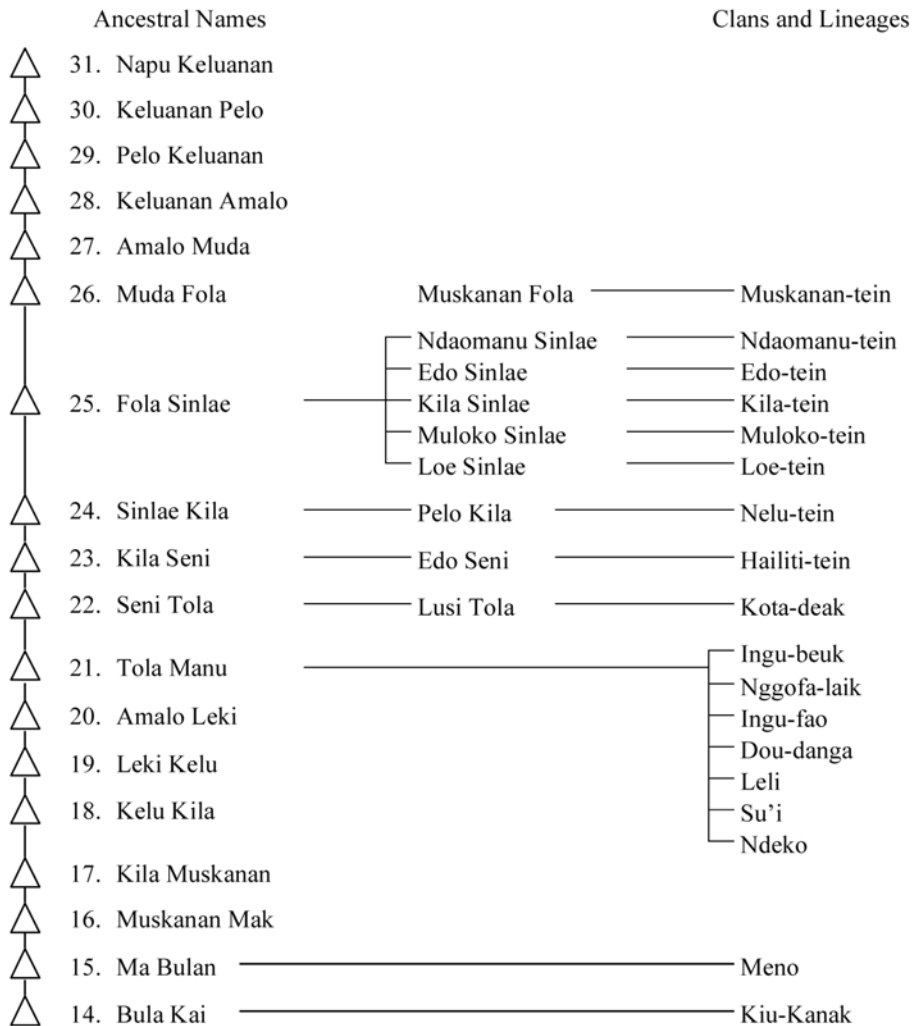 Ancestral Names Clans and Lineages
31. Napu Keluanan
30. Keluanan Pelo
29. Pelo Keluanan
28. Keluanan Amalo
27. Amalo Muda
26. Muda Fola Muskanan Fola Muskanan-tein
Ndaomanu Sinlae Ndaomanu-tein
Edo Sinlae Edo-tein
25. Fola Sinlae Kila Sinlae Kila-tein
Muloko Sinlae Muloko-tein
Loe Sinlae Loe-tein
24. Sinlae Kila Pelo Kila Nelu-tein
23. Kila Seni Edo Seni Hailiti-tein
22. Seni Tola Lusi Tola Kota-deak
Ingu-beuk
21. Tola Manu Nggofa-laik
20. Amalo Leki Ingu-fao
Dou-danga
19. Leki Kelu Leli
18. Kelu Kila Su’i
Ndeko
17. Kila Muskanan
16. Muskanan Mak
15. Ma Bulan Meno
14. Bula Kai Kiu-Kanak